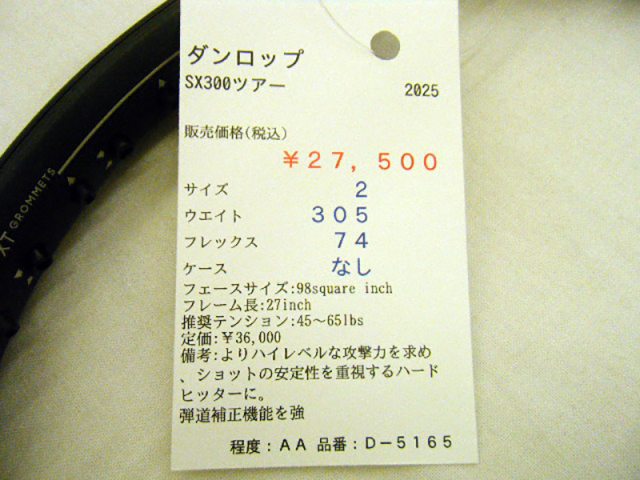 ダンロップ
SX300ツアー 2025
販売価格(税込)
¥27,500
サイズ 2
ウエイト 305
フレックス 74
ケース なし
フェースサイズ:98square inch
フレーム長:27inch
推奨テンション:45～65lbs
定価:¥36,000
備考:よりハイレベルな攻撃力を求め
、ショットの安定性を重視するハード
ヒッターに。
弾道補正機能を強
程度:AA 品番:D-5165
XT GROMMETS